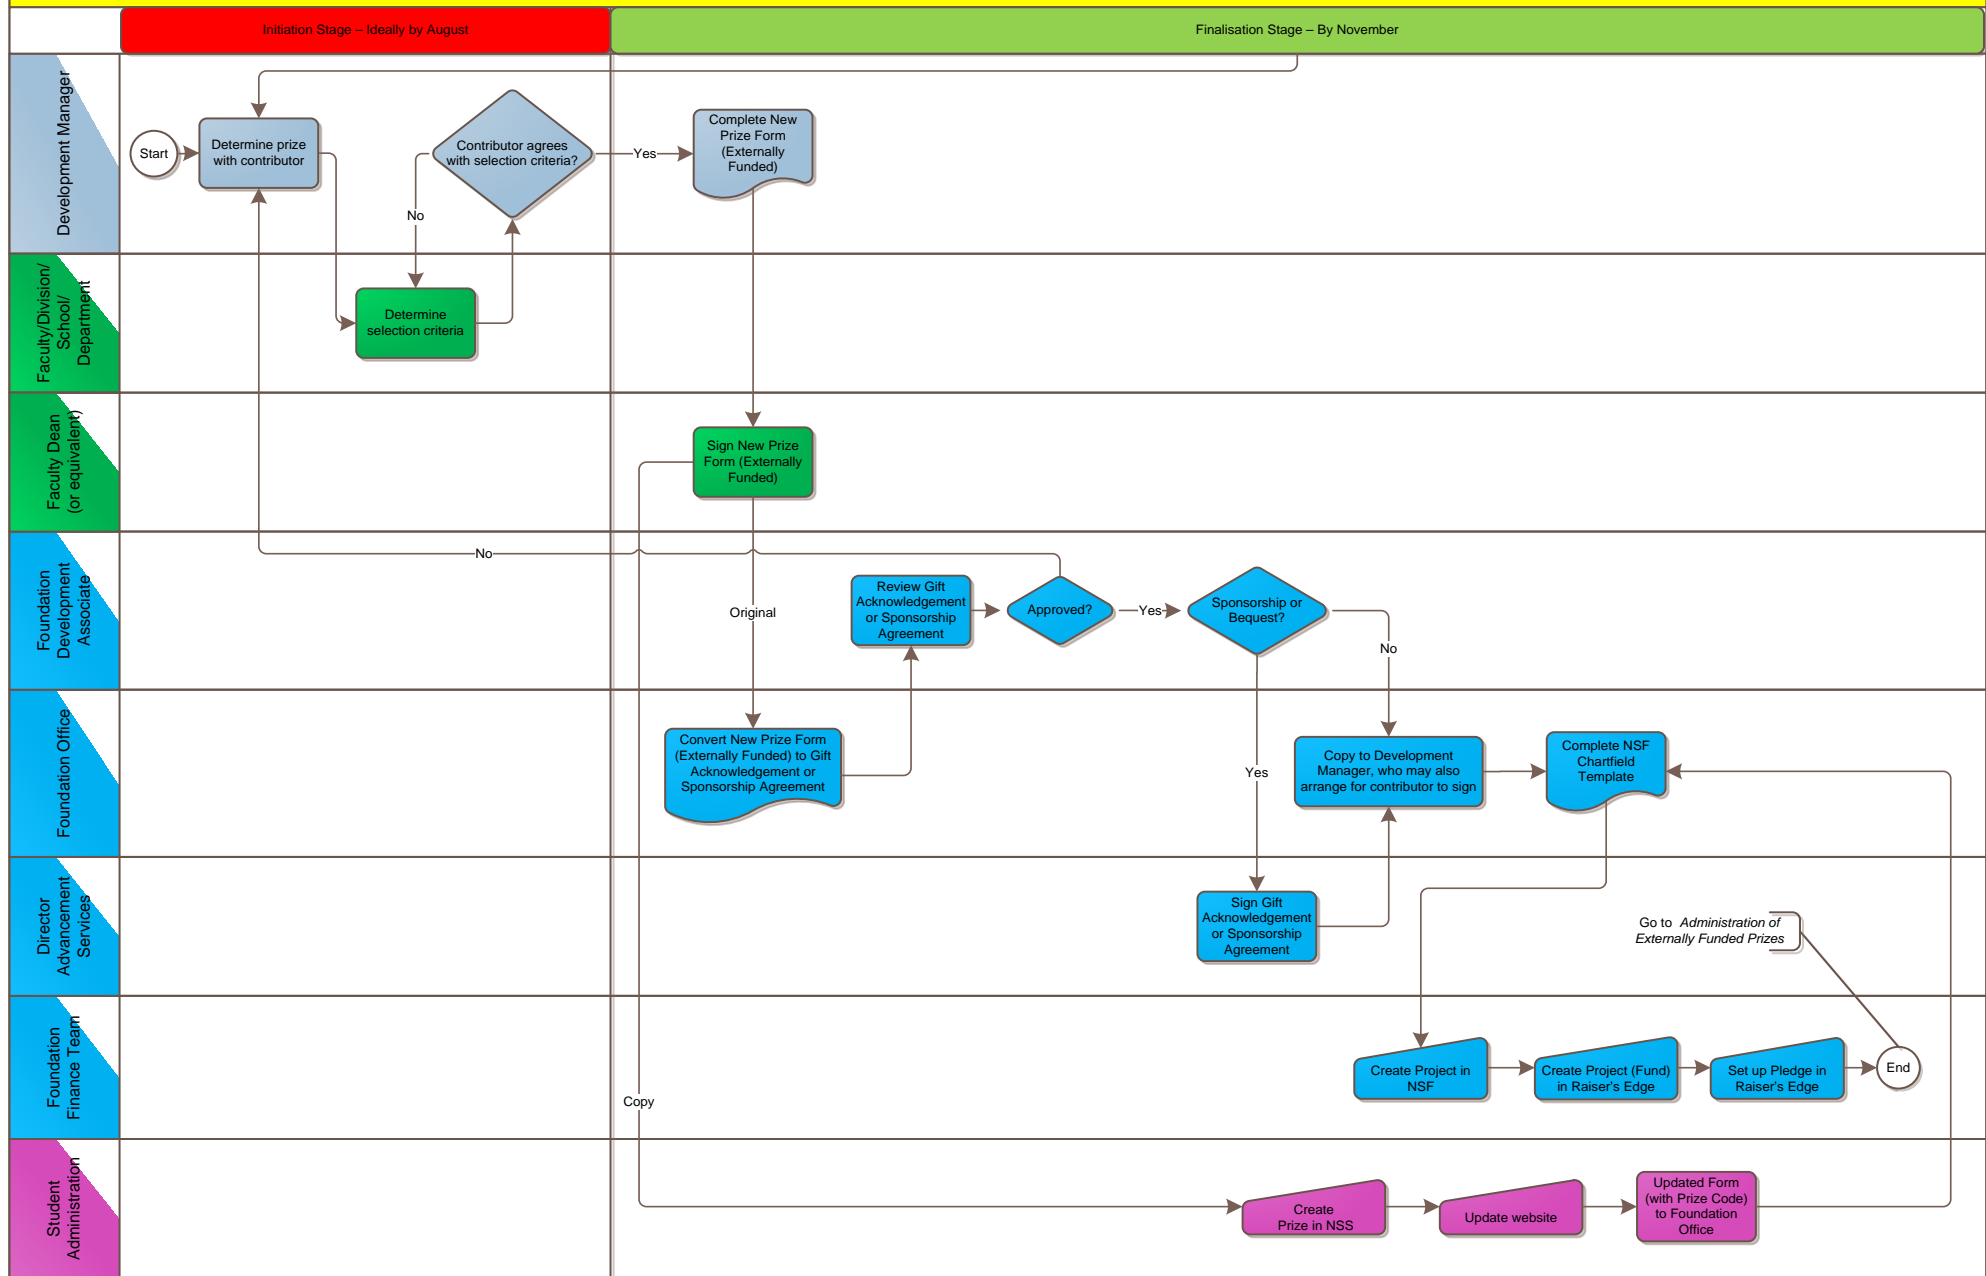 Initiation Stage – Ideally by August
Finalisation Stage – By November
Development Manager
Start
Determine prize
with contributor
Contributor agrees
with selection criteria?
Yes
No
Complete New
Prize Form
(Externally
Funded)
Faculty/Division/
School/
Department
Determine
selection criteria
Faculty Dean
(or equivalent)
Sign New Prize
Form (Externally
Funded)
Foundation
Development
Associate
No
Original
Review Gift
Acknowledgement
or Sponsorship
Agreement
Approved?
Yes
Sponsorship or
Bequest?
No
Yes
Foundation Office
Convert New Prize Form
(Externally Funded) to Gift
Acknowledgement or
Sponsorship Agreement
Copy to Development
Manager, who may also
arrange for contributor to sign
Complete NSF
Chartfield
Template
Director
Advancement
Services
Sign Gift
Acknowledgement
or Sponsorship
Agreement
Go to Administration of
Externally Funded Prizes
Foundation
Finance Team
Copy
Create Project in
NSF
Create Project (Fund)
in Raiser's Edge
Set up Pledge in
Raiser's Edge
End
Student
Administration
Create
Prize in NSS
Update website
Updated Form
(with Prize Code)
to Foundation
Office